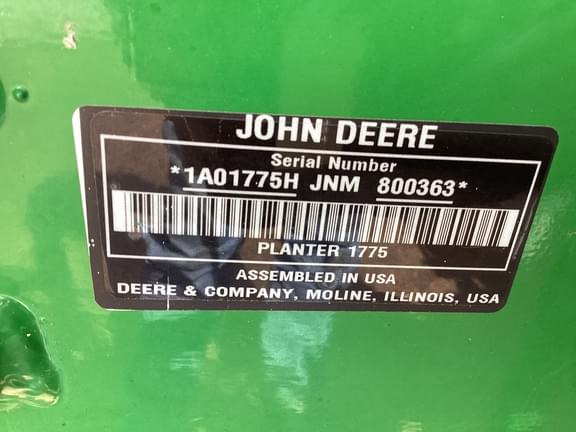 JOHN DEERE
Serial Number
*1A01775H JNM 800363*
PLANTER 1775
ASSEMBLED IN USA
DEERE & COMPANY, MOLINE, ILLINOIS, USA